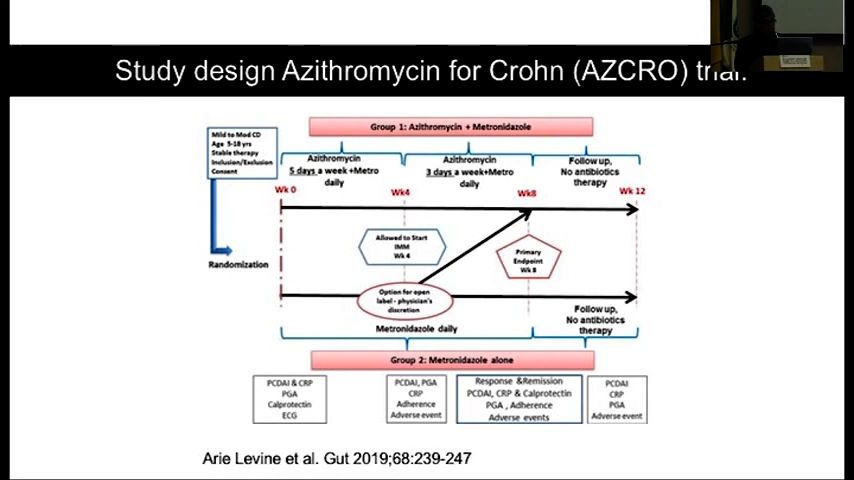 Study design Azithromycin for Crohn (AZCRO) trial.
Group 1: Azithromycin + Metronidazole
Mild to Mod CD
Age 5-18 yrs
Stable therapy
Inclusion/Exclusion
Consent
Azithromycin
5 days a week +Metro
daily
Azithromycin
3 days a week+Metro
daily
Follow up,
No antibiotics
therapy
Wk 0
Wk4
Wk8
Wk 12
Allowed to Start
IMM
Wk 4
Primary
Endpoint
Wk 8
Randomization
Option for open
label - physician's
discretion
Metronidazole daily
Follow up,
No antibiotics
therapy
Group 2: Metronidazole alone
PCDAI & CRP
PGA
Calprotectin
ECG
PCDAI, PGA
CRP
Adherence
Adverse event
Response &Remission
PCDAI, CRP & Calprotectin
PGA , Adherence
Adverse events
PCDAI
CRP
PGA
Adverse event
Arie Levine et al. Gut 2019;68:239-247